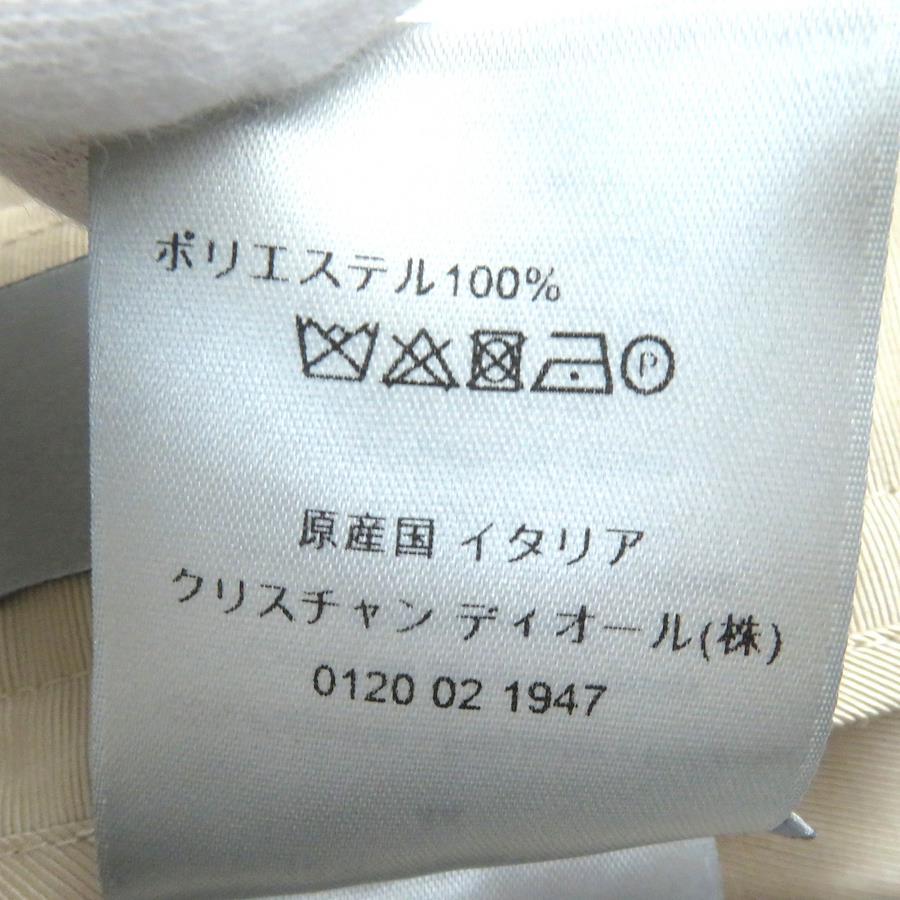 ポリエステル100%
P
原産国 イタリア
クリスチャン ディオール(株)
0120 02 1947